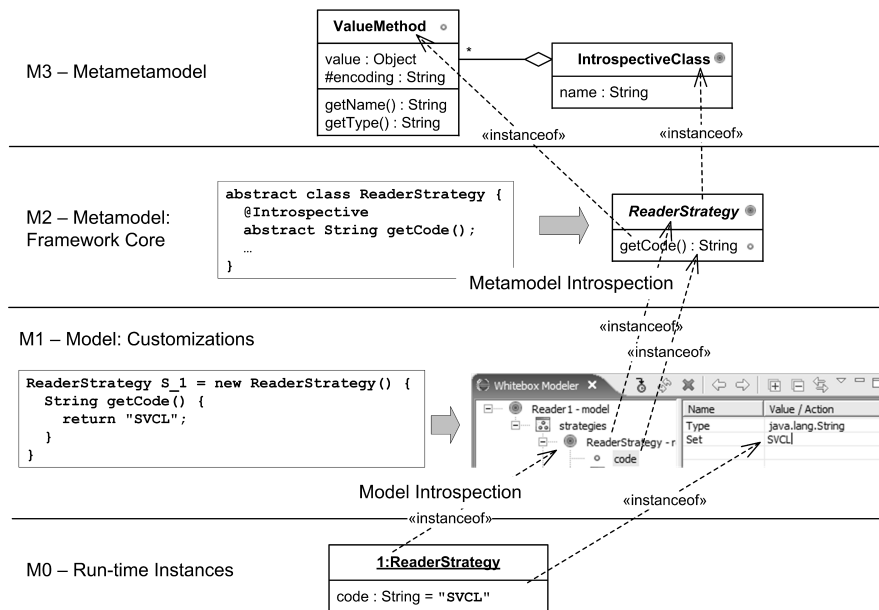 ValueMethod
value : Object
#encoding : String
getName() : String
getType() : String
*
IntrospectiveClass
name : String
M3 – Metametamodel
«instanceof»
«instanceof»
M2 – Metamodel:
Framework Core
abstract class ReaderStrategy {
@Introspective
abstract String getCode();
…
}
ReaderStrategy
getCode() : String
Metamodel Introspection
M1 – Model: Customizations
«instanceof»
«instanceof»
ReaderStrategy S_1 = new ReaderStrategy() {
String getCode() {
return "SVCL";
}
}
Whitebox Modeler
Reader1 - model
strategies
ReaderStrategy - r
code
Name Value / Action
Type java.lang.String
Set SVCL
Model Introspection
«instanceof»
«instanceof»
M0 – Run-time Instances
1:ReaderStrategy
code : String = "SVCL"